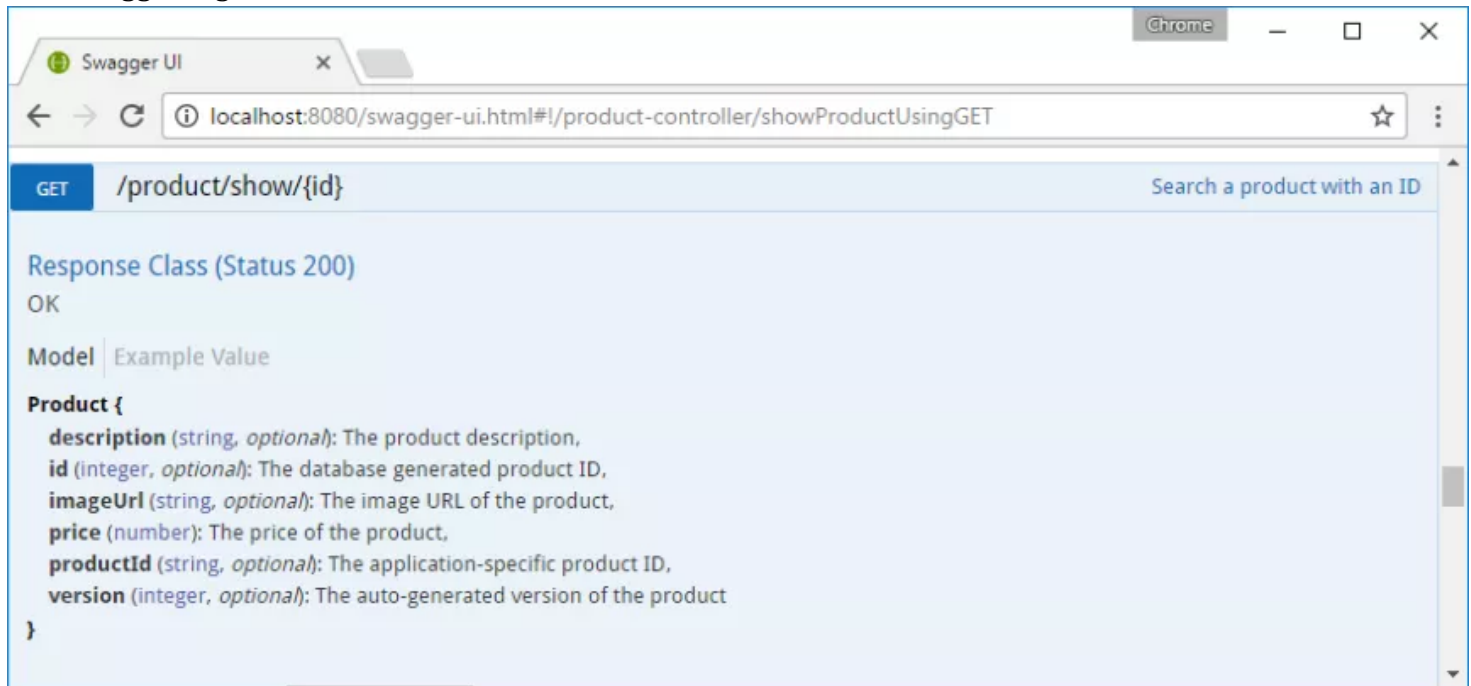 Chrome
Swagger UI
localhost:8080/swagger-ui.html#!/product-controller/showProductUsingGET
GET /product/show/{id} Search a product with an ID
Response Class (Status 200)
OK
Model Example Value
Product {
description (string, optional): The product description,
id (integer, optional): The database generated product ID,
imageUrl (string, optional): The image URL of the product,
price (number): The price of the product,
productId (string, optional): The application-specific product ID,
version (integer, optional): The auto-generated version of the product
}